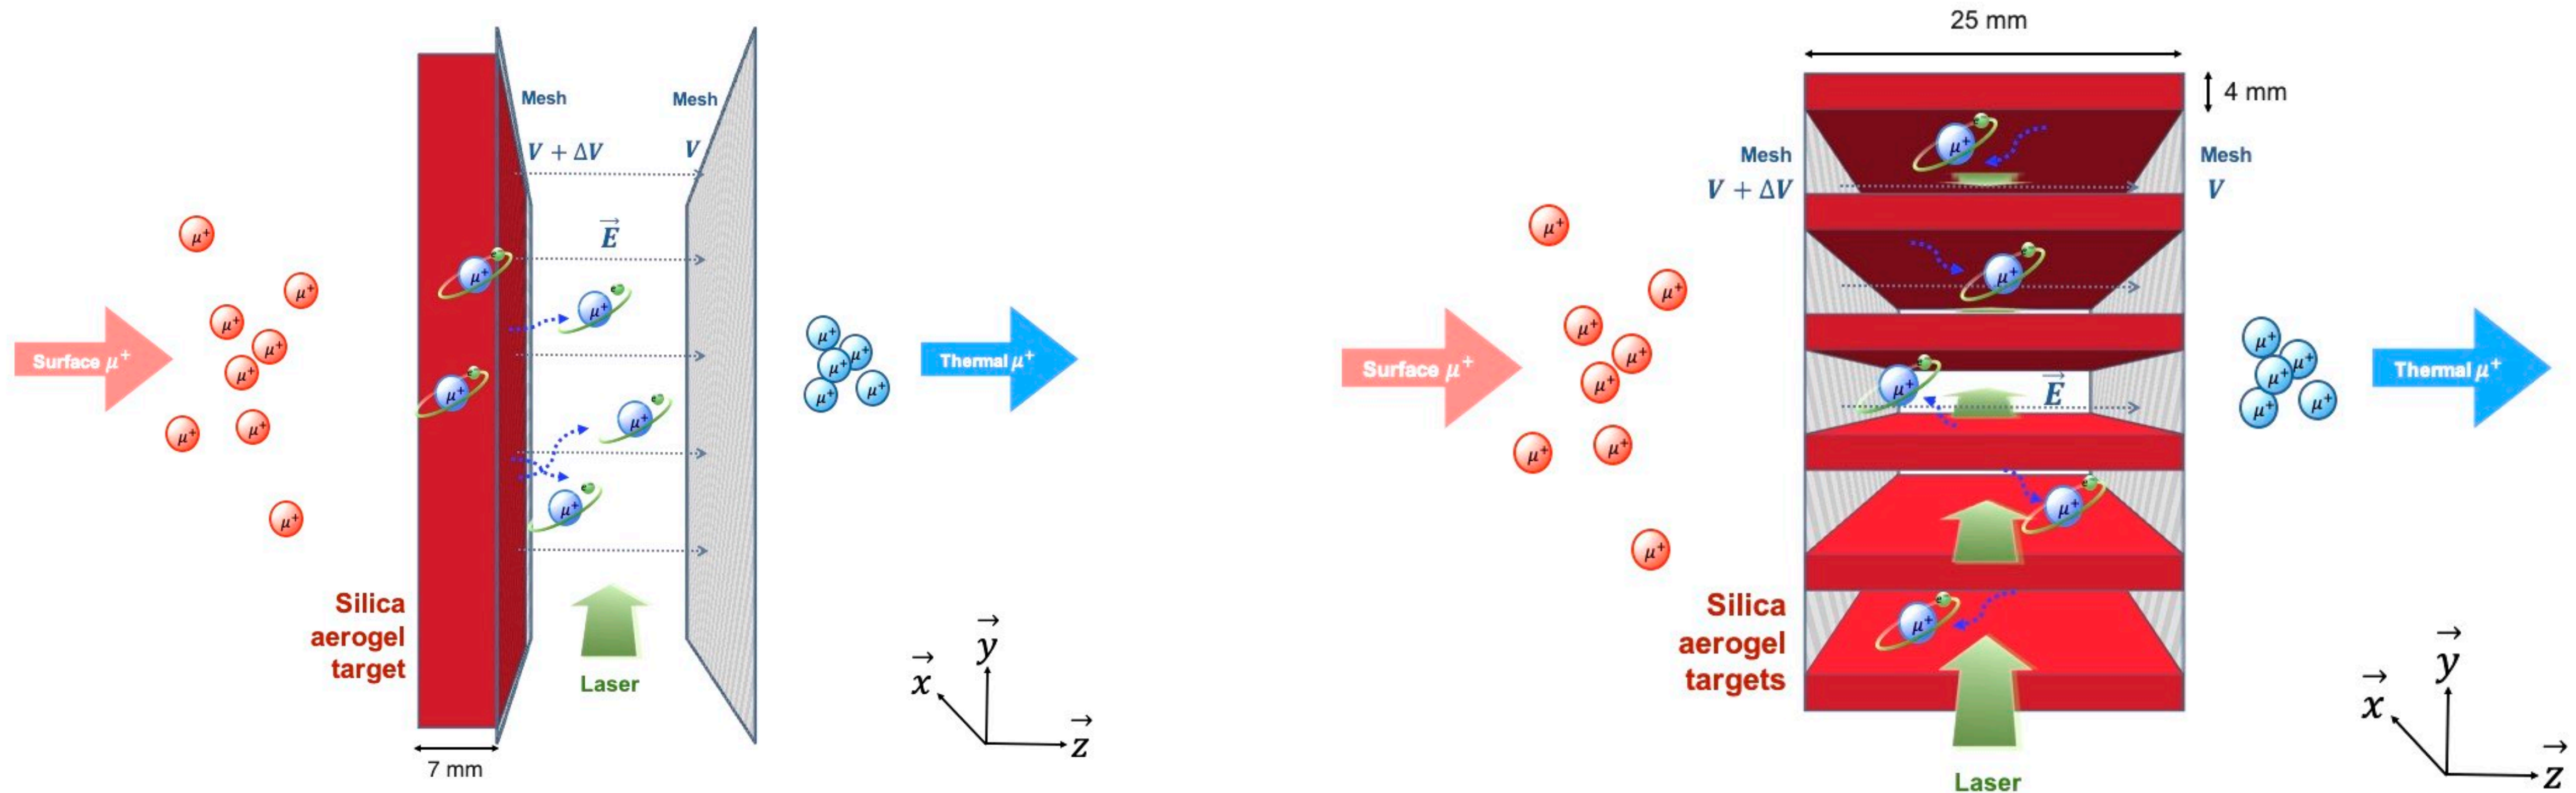 Surface μ⁺
μ⁺
μ⁺
μ⁺
μ⁺
μ⁺
μ⁺
μ⁺
μ⁺
Mesh
V + ΔV
Mesh
V
E
μ⁺ e⁻
μ⁺ e⁻
μ⁺ e⁻
μ⁺ e⁻
μ⁺ e⁻
Silica
aerogel
target
7 mm
Laser
μ⁺
μ⁺
μ⁺
μ⁺
μ⁺
Thermal μ⁺
x
y
z
25 mm
4 mm
Surface μ⁺
μ⁺
μ⁺
μ⁺
μ⁺
μ⁺
μ⁺
μ⁺
μ⁺
Mesh
V + ΔV
Mesh
V
μ⁺
μ⁺
μ⁺
E
μ⁺
μ⁺
Silica
aerogel
targets
Laser
μ⁺
μ⁺
μ⁺
μ⁺
μ⁺
Thermal μ⁺
x
y
z